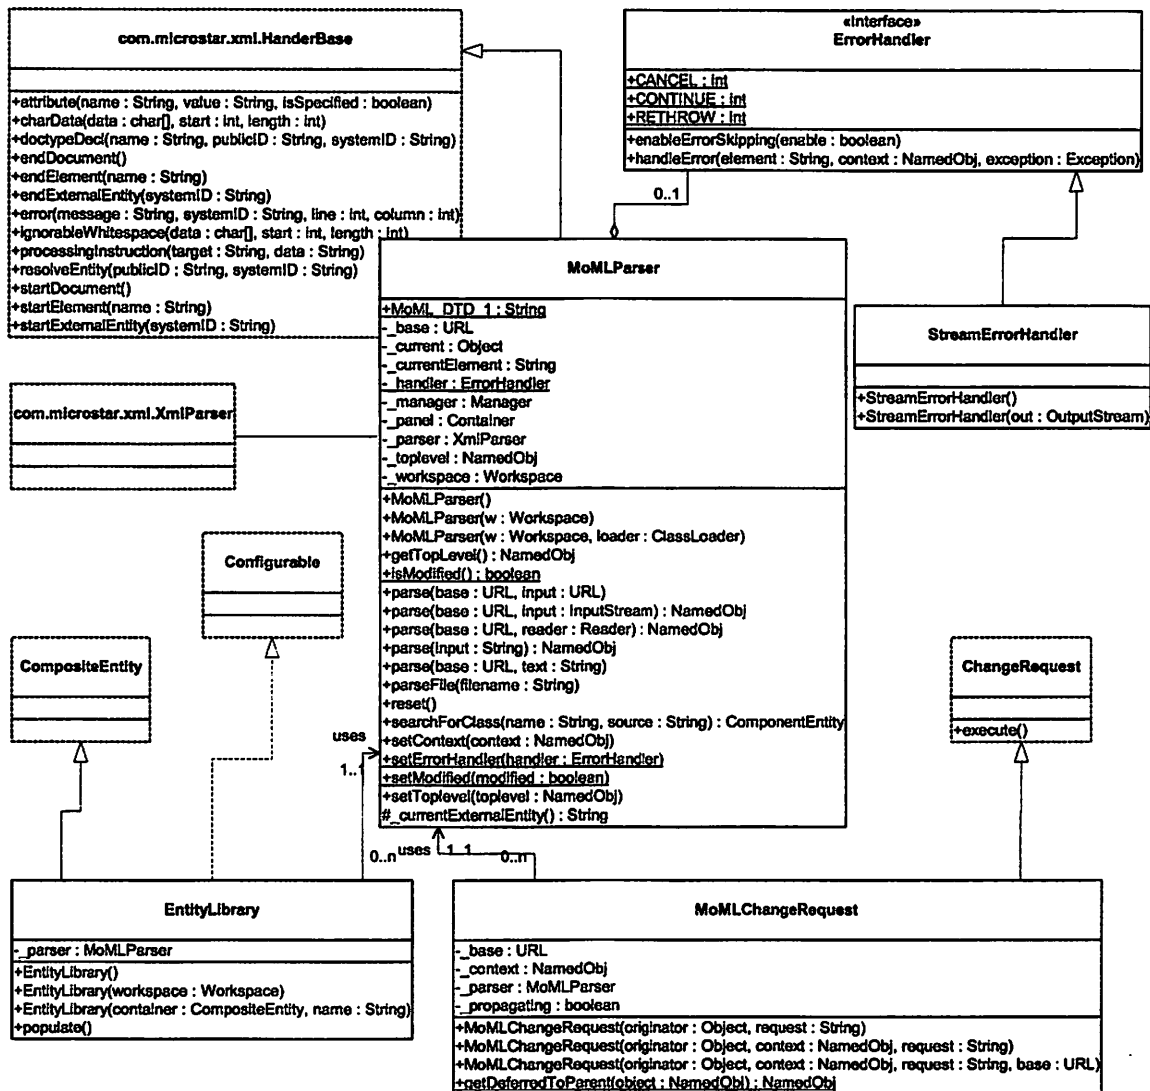 com.microstar.xml.HanderBase
+attribute(name : String, value : String, isSpecified : boolean)
+charData(data : char[], start : int, length : int)
+doctypeDecl(name : String, publicID : String, systemID : String)
+endDocument()
+endElement(name : String)
+endExternalEntity(systemID : String)
+error(message : String, systemID : String, line : int, column : int)
+ignorableWhitespace(data : char[], start : int, length : int)
+processingInstruction(target : String, data : String)
+resolveEntity(publicID : String, systemID : String)
+startDocument()
+startElement(name : String)
+startExternalEntity(systemID : String)
«Interface»
ErrorHandler
+CANCEL : int
+CONTINUE : int
+RETHROW : int
+enableErrorSkipping(enable : boolean)
+handleError(element : String, context : NamedObj, exception : Exception)
0..1
StreamErrorHandler
+StreamErrorHandler()
+StreamErrorHandler(out : OutputStream)
com.microstar.xml.XmlParser
MoMLParser
+MoML_DTD_1 : String
-_base : URL
-_current : Object
-_currentElement : String
-_handler : ErrorHandler
-_manager : Manager
-_panel : Container
-_parser : XmlParser
-_toplevel : NamedObj
-_workspace : Workspace
+MoMLParser()
+MoMLParser(w : Workspace)
+MoMLParser(w : Workspace, loader : ClassLoader)
+getTopLevel() : NamedObj
+isModified() : boolean
+parse(base : URL, input : URL)
+parse(base : URL, input : InputStream) : NamedObj
+parse(base : URL, reader : Reader) : NamedObj
+parse(input : String) : NamedObj
+parse(base : URL, text : String)
+parseFile(filename : String)
+reset()
+searchForClass(name : String, source : String) : ComponentEntity
+setContext(context : NamedObj)
+setErrorHandler(handler : ErrorHandler)
+setModified(modified : boolean)
+setToplevel(toplevel : NamedObj)
#_currentExternalEntity() : String
Configurable
CompositeEntity
ChangeRequest
+execute()
uses
1..1
0..n
uses
1..1
0..n
EntityLibrary
-_parser : MoMLParser
+EntityLibrary()
+EntityLibrary(workspace : Workspace)
+EntityLibrary(container : CompositeEntity, name : String)
+populate()
MoMLChangeRequest
-_base : URL
-_context : NamedObj
-_parser : MoMLParser
-_propagating : boolean
+MoMLChangeRequest(originator : Object, request : String)
+MoMLChangeRequest(originator : Object, context : NamedObj, request : String)
+MoMLChangeRequest(originator : Object, context : NamedObj, request : String, base : URL)
+getDeferredToParent(object : NamedObj) : NamedObj